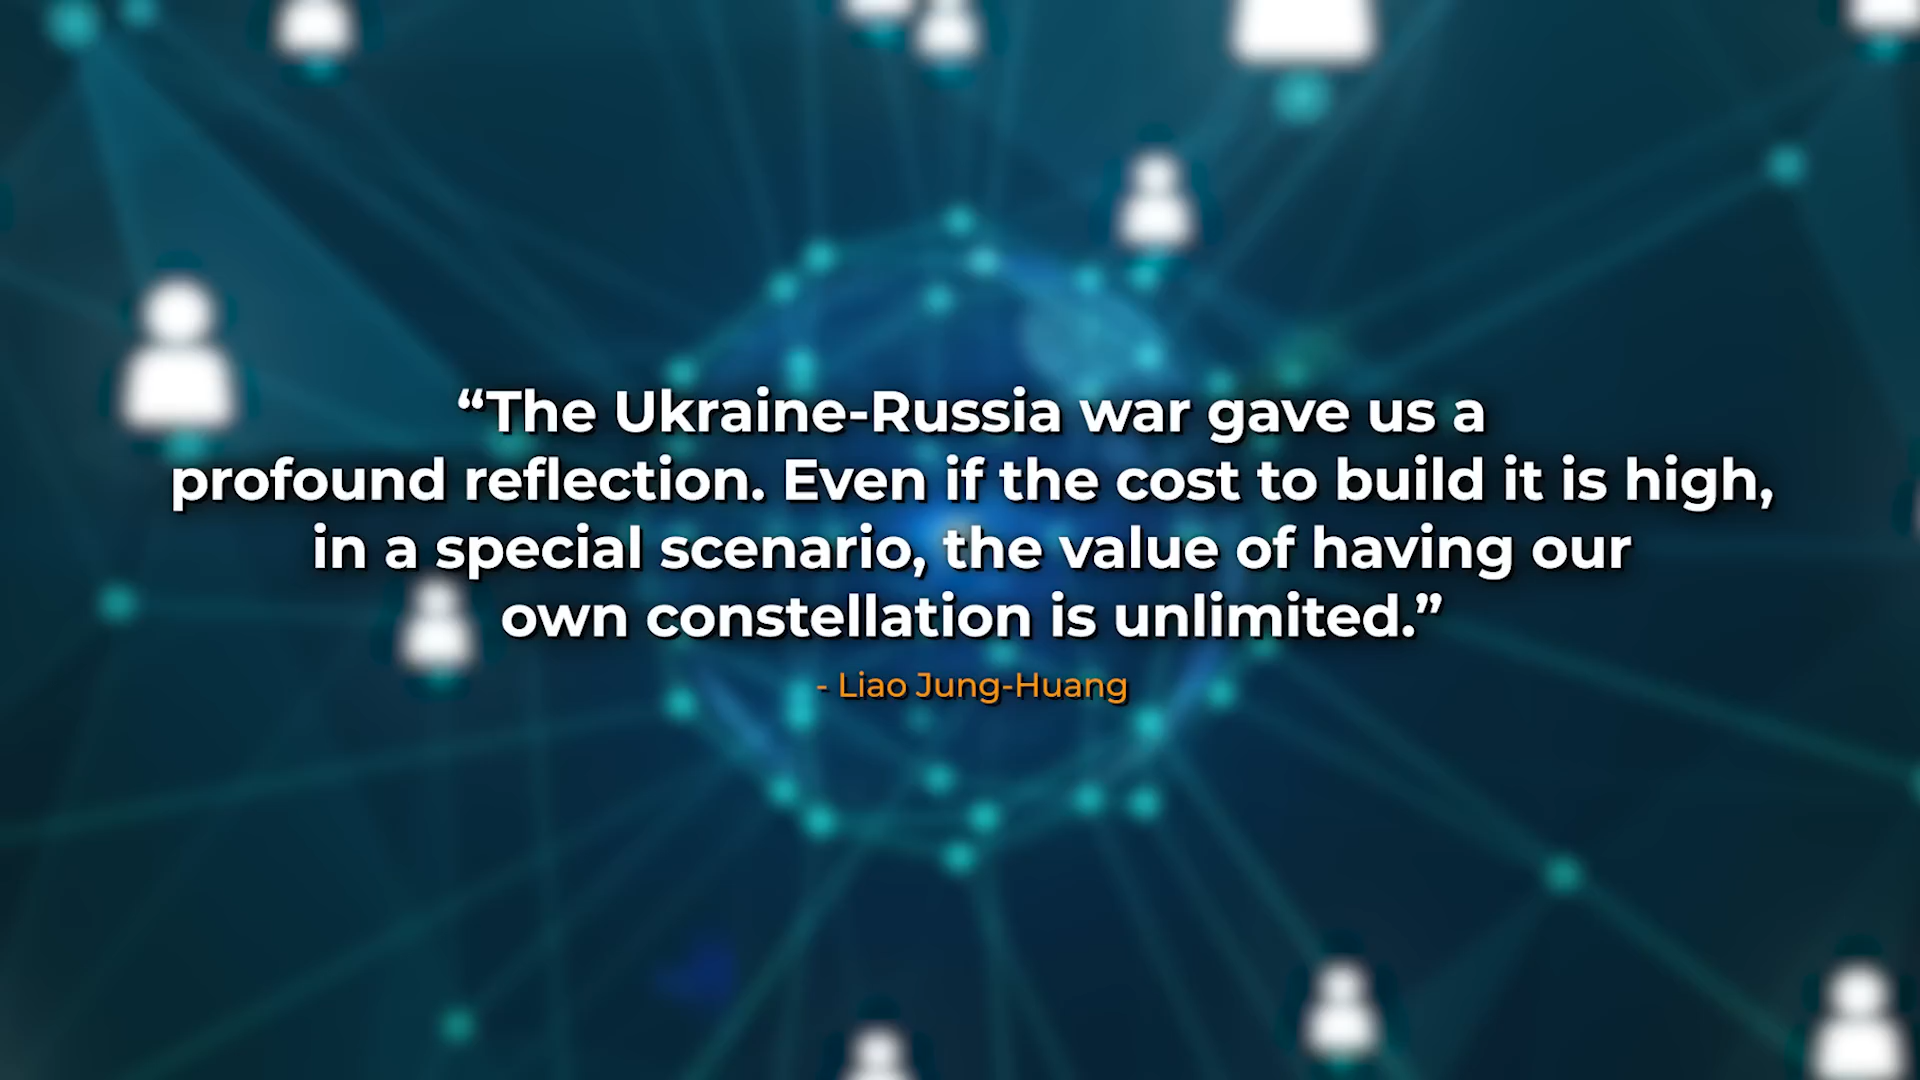 “The Ukraine-Russia war gave us a
profound reflection. Even if the cost to build it is high,
in a special scenario, the value of having our
own constellation is unlimited.”
- Liao Jung-Huang